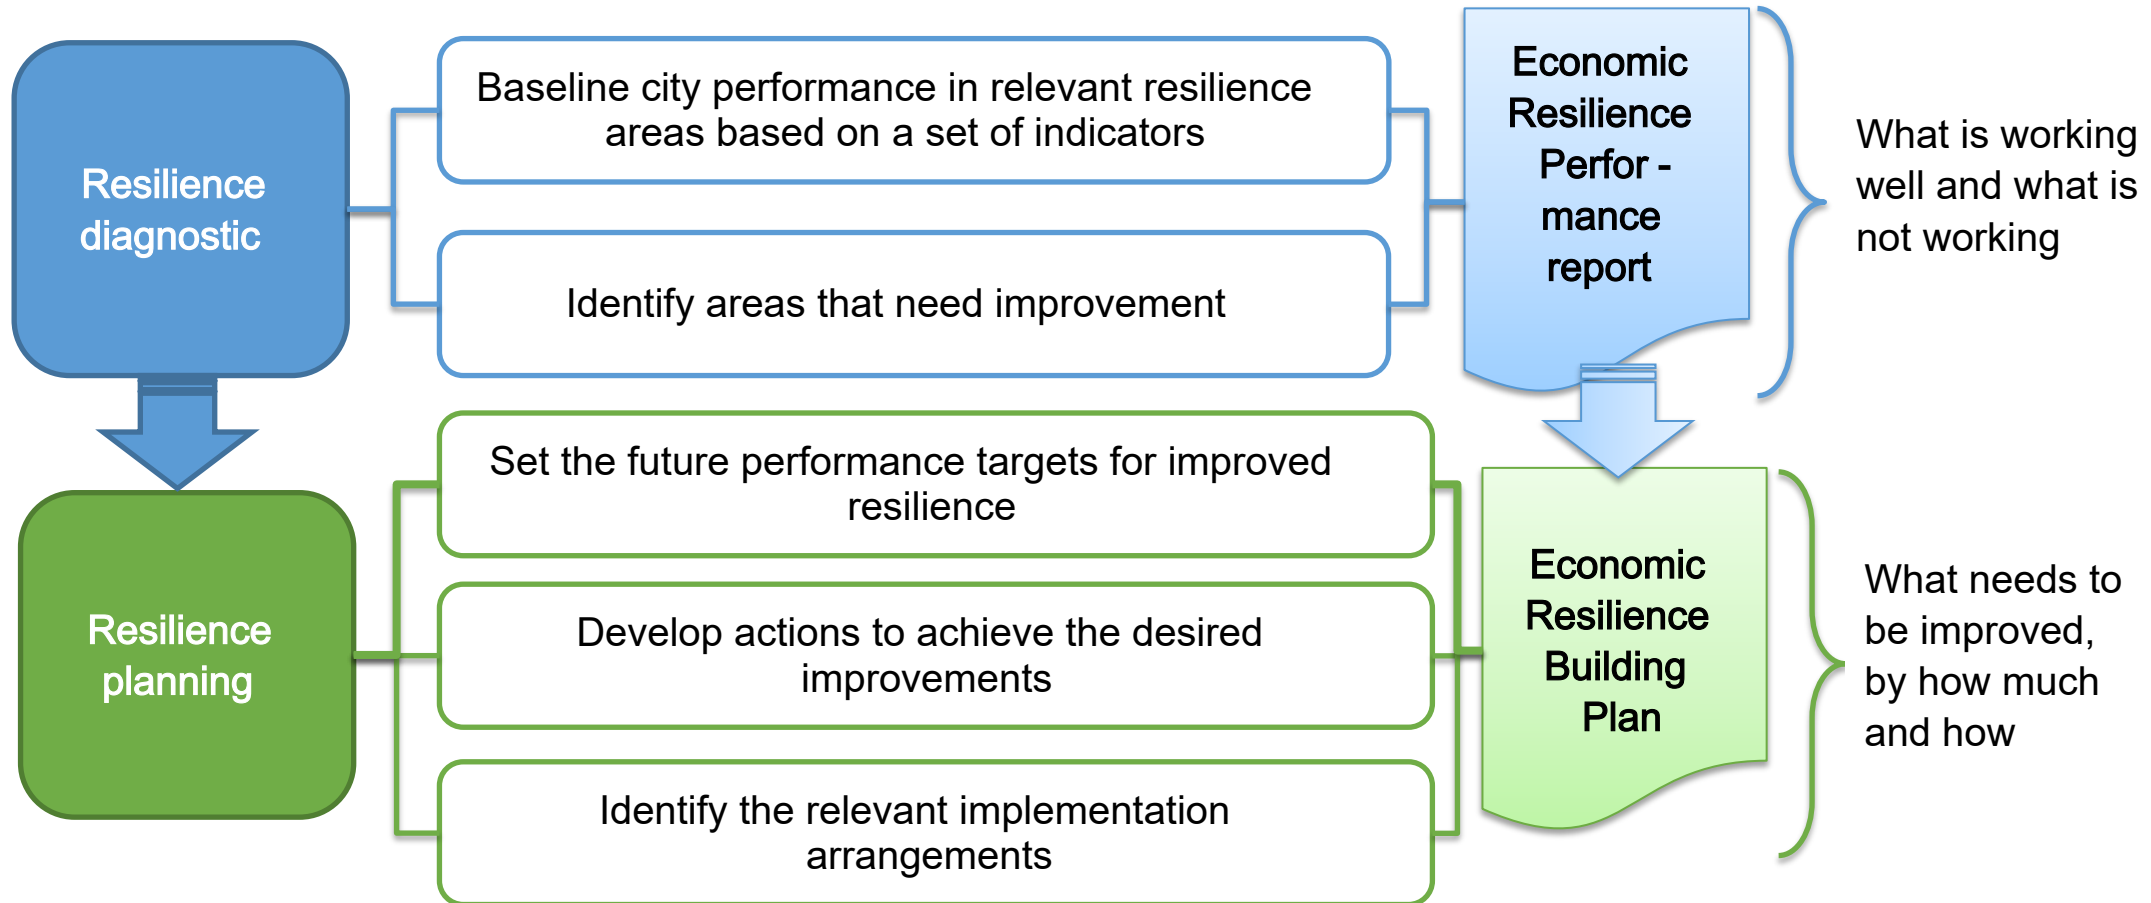 Resilience
diagnostic
Baseline city performance in relevant resilience
areas based on a set of indicators
Identify areas that need improvement
Economic
Resilience
Perfor -
mance
report
What is working
well and what is
not working
Resilience
planning
Set the future performance targets for improved
resilience
Develop actions to achieve the desired
improvements
Identify the relevant implementation
arrangements
Economic
Resilience
Building
Plan
What needs to
be improved,
by how much
and how